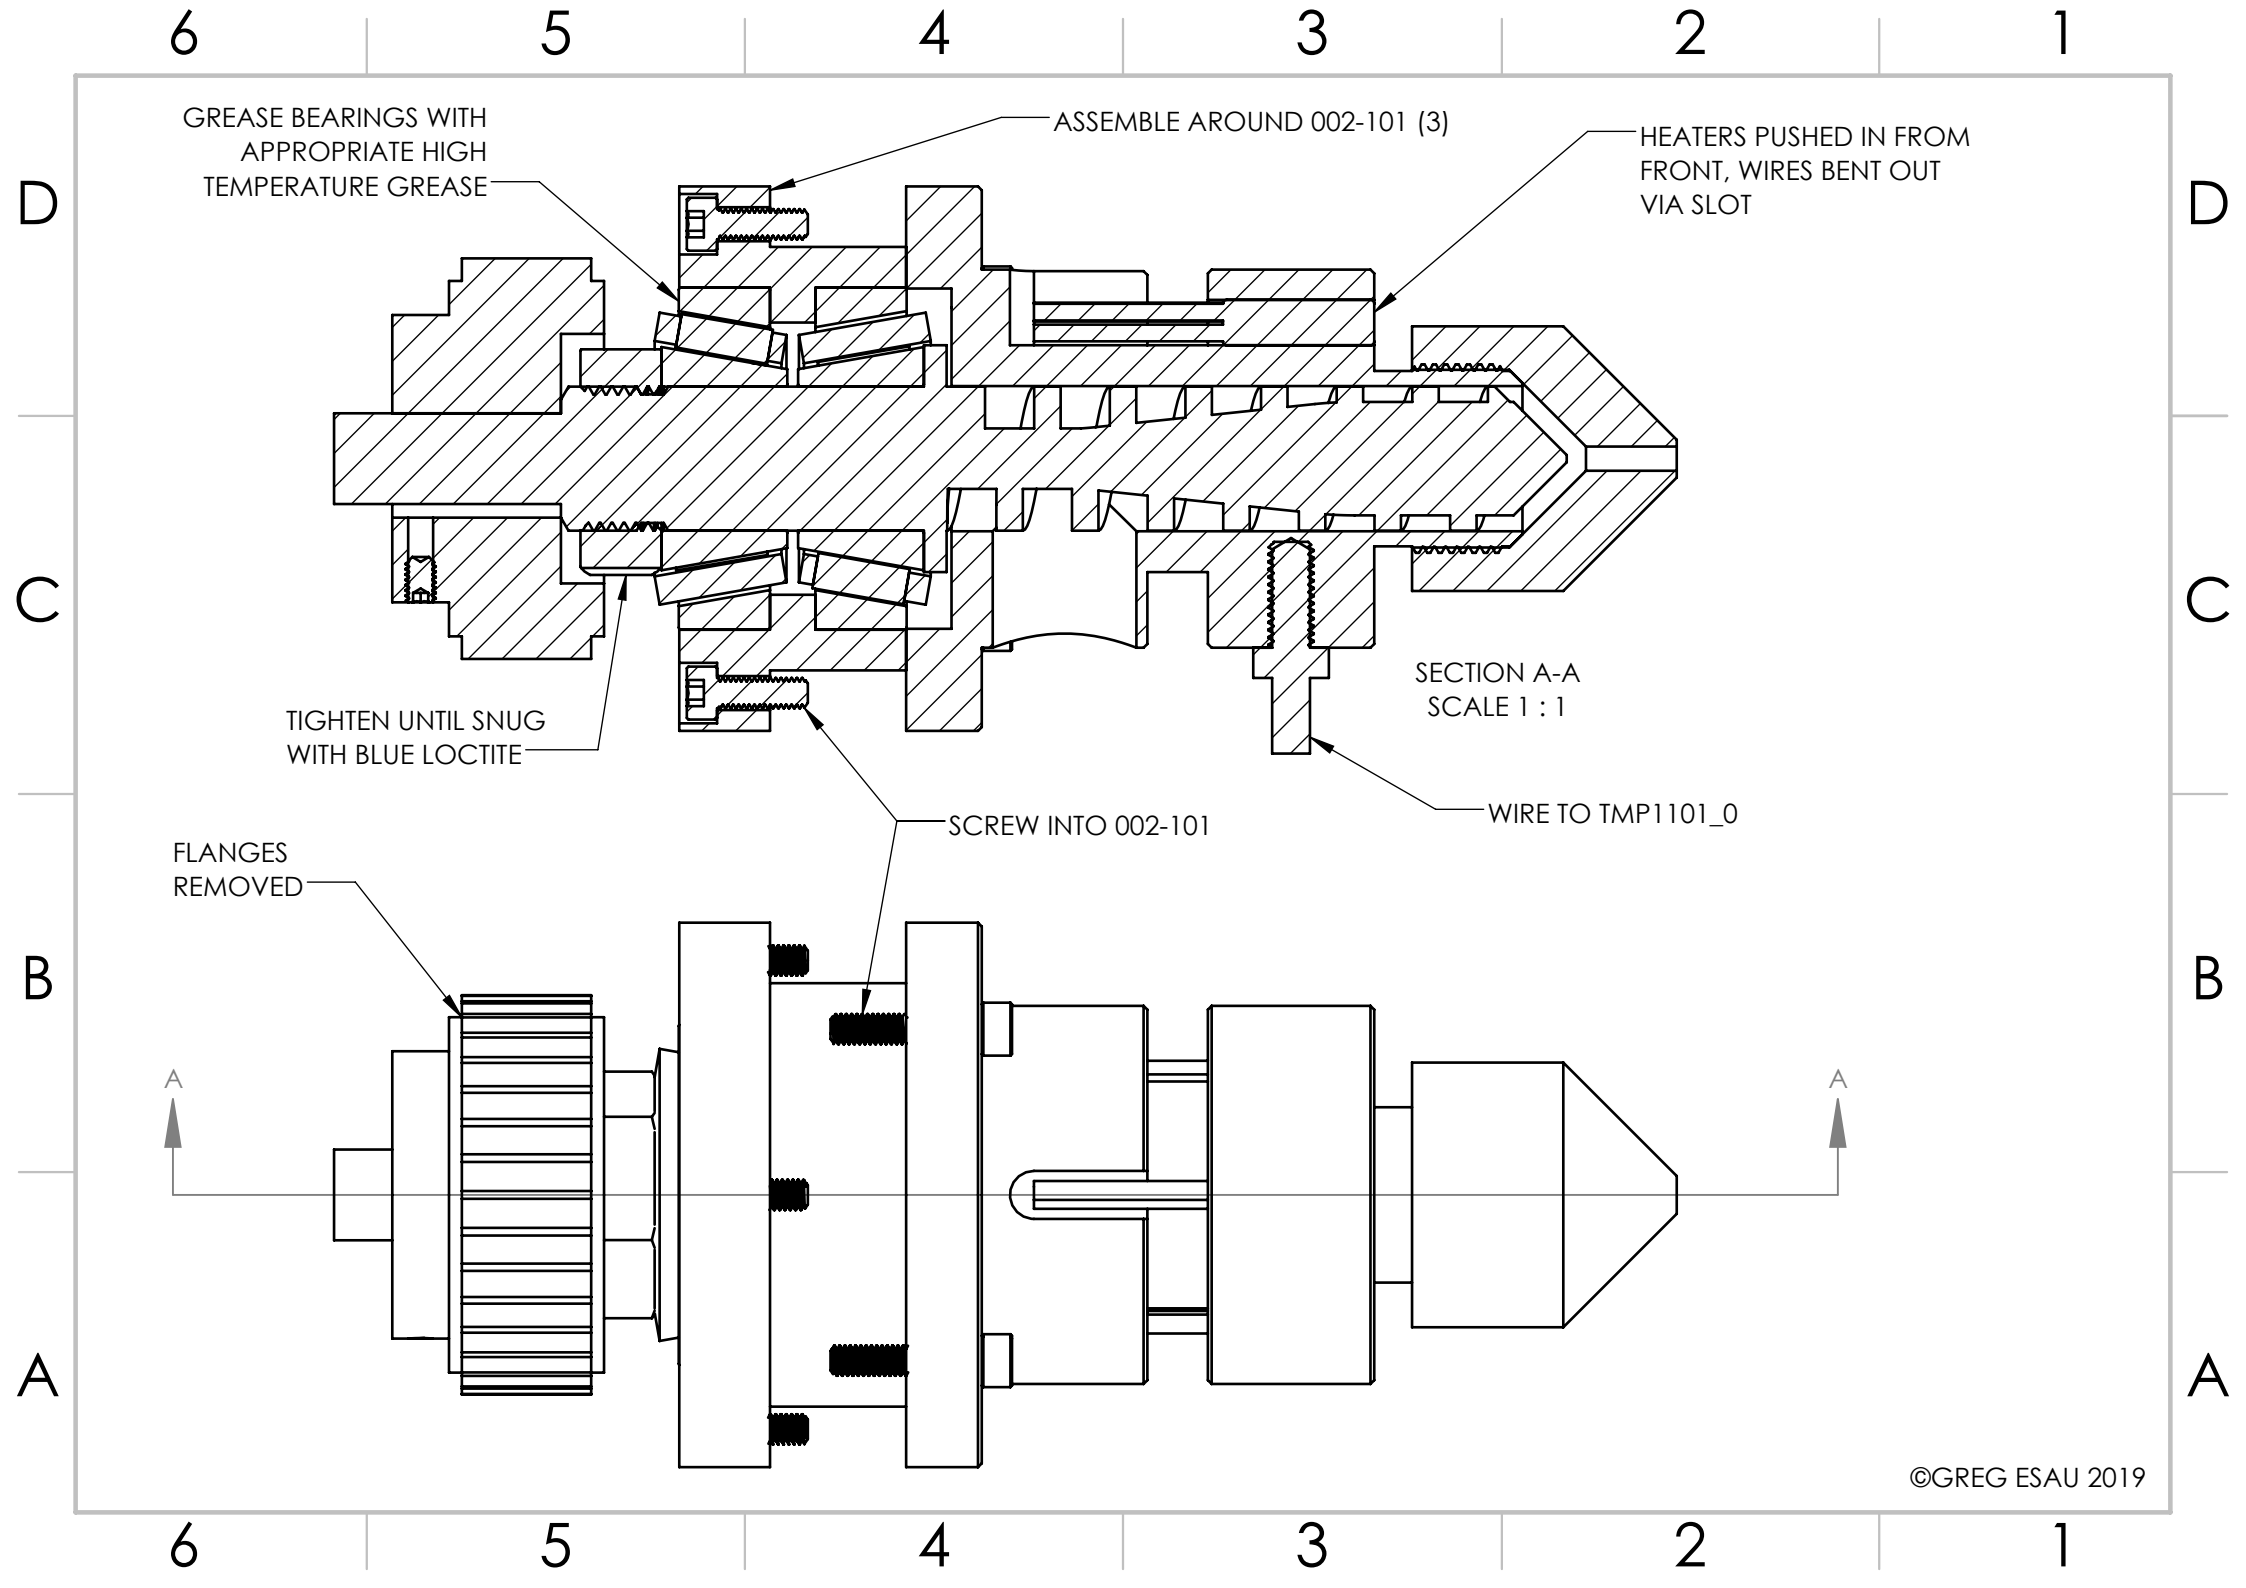 6 5 4 3 2 1
GREASE BEARINGS WITH
APPROPRIATE HIGH
TEMPERATURE GREASE
ASSEMBLE AROUND 002-101 (3)
HEATERS PUSHED IN FROM
FRONT, WIRES BENT OUT
VIA SLOT
D D
C C
SECTION A-A
SCALE 1 : 1
TIGHTEN UNTIL SNUG
WITH BLUE LOCTITE
WIRE TO TMP1101_0
SCREW INTO 002-101
FLANGES
REMOVED
B B
A A
A A
©GREG ESAU 2019
6 5 4 3 2 1